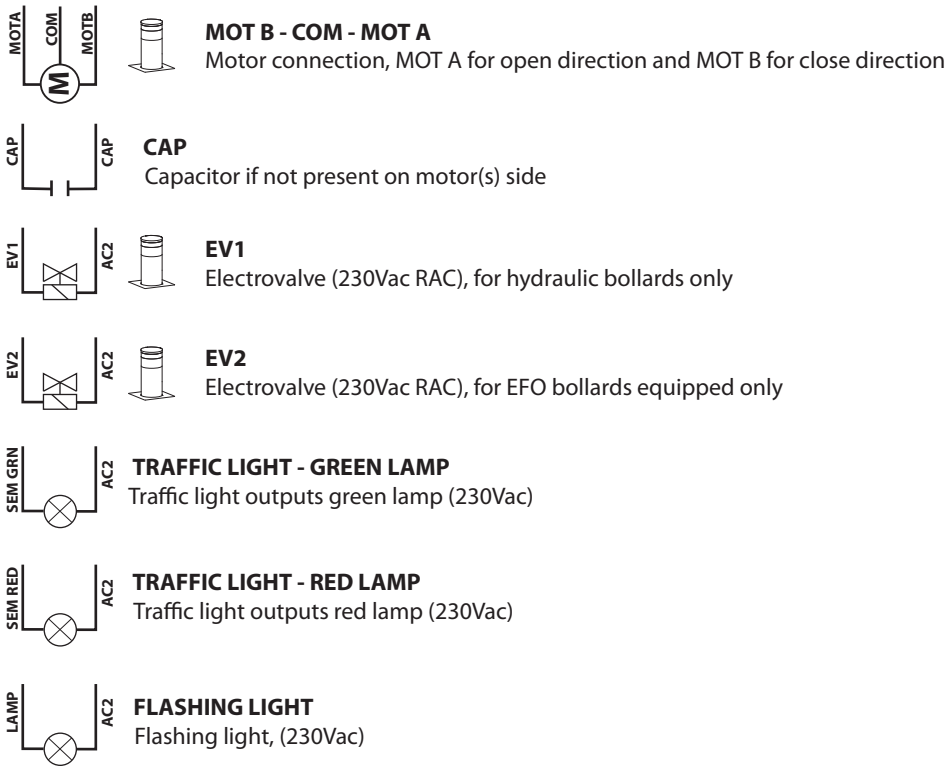 MOTA COM MOTB
M
MOT B - COM - MOT A
Motor connection, MOT A for open direction and MOT B for close direction
CAP CAP
CAP
Capacitor if not present on motor(s) side
EV1 AC2
EV1
Electrovalve (230Vac RAC), for hydraulic bollards only
EV2 AC2
EV2
Electrovalve (230Vac RAC), for EFO bollards equipped only
SEM GRN AC2
TRAFFIC LIGHT - GREEN LAMP
Traffic light outputs green lamp (230Vac)
SEM RED AC2
TRAFFIC LIGHT - RED LAMP
Traffic light outputs red lamp (230Vac)
LAMP AC2
FLASHING LIGHT
Flashing light, (230Vac)